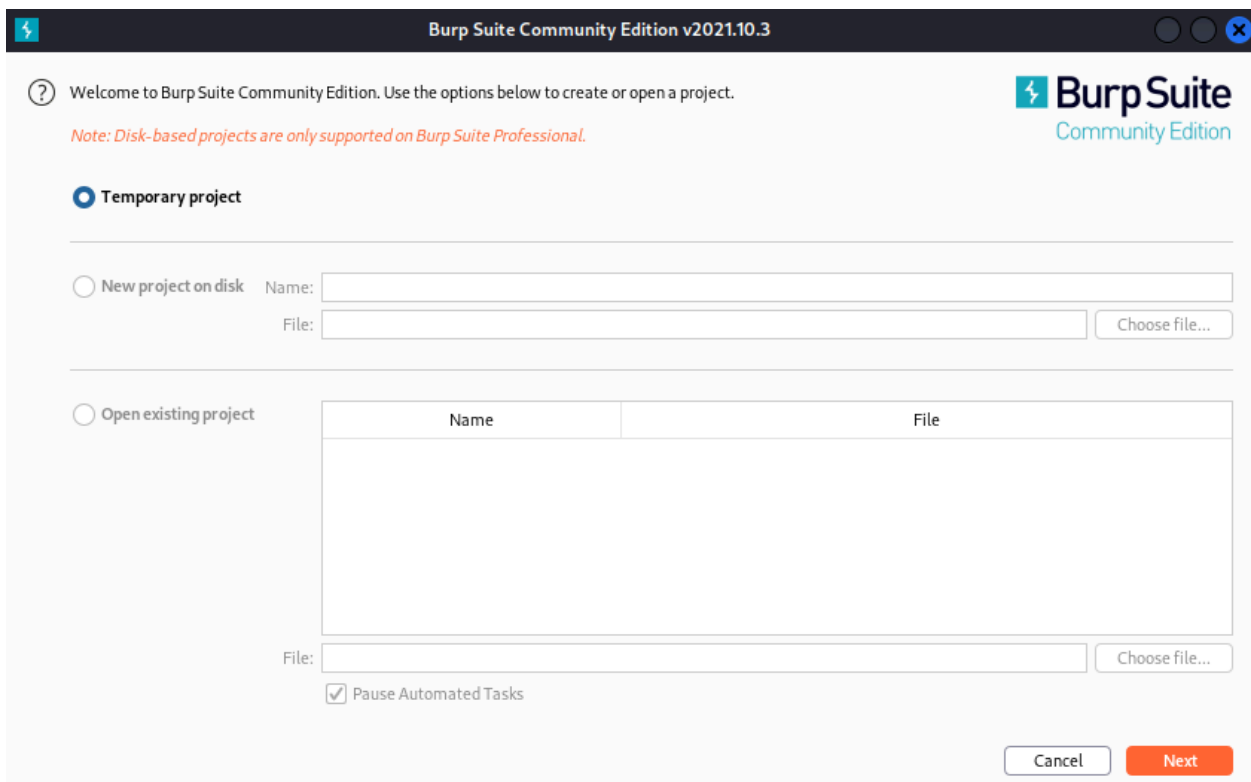 Burp Suite Community Edition v2021.10.3
? Welcome to Burp Suite Community Edition. Use the options below to create or open a project.
Note: Disk-based projects are only supported on Burp Suite Professional.
Burp Suite
Community Edition
Temporary project
New project on disk Name:
File: Choose file...
Open existing project
Name File
File: Choose file...
Pause Automated Tasks
Cancel Next